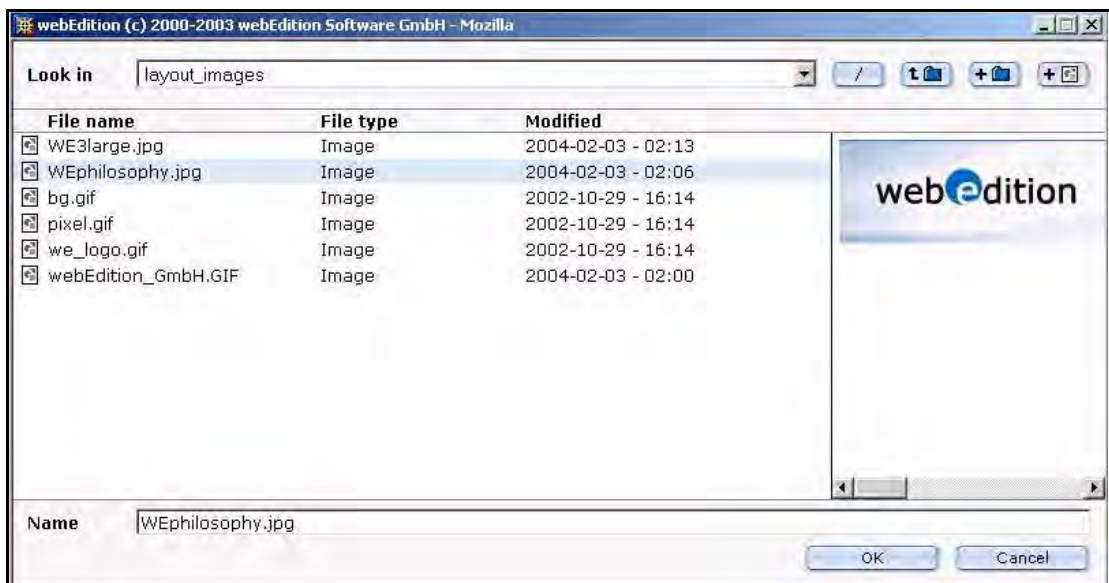 webEdition (c) 2000-2003 webEdition Software GmbH - Mozilla
Look in layout_images /
File name File type Modified
WE3large.jpg Image 2004-02-03 - 02:13
WEphilosophy.jpg Image 2004-02-03 - 02:06
bg.gif Image 2002-10-29 - 16:14
pixel.gif Image 2002-10-29 - 16:14
we_logo.gif Image 2002-10-29 - 16:14
webEdition_GmbH.GIF Image 2004-02-03 - 02:00
webedition
Name WEphilosophy.jpg
OK Cancel